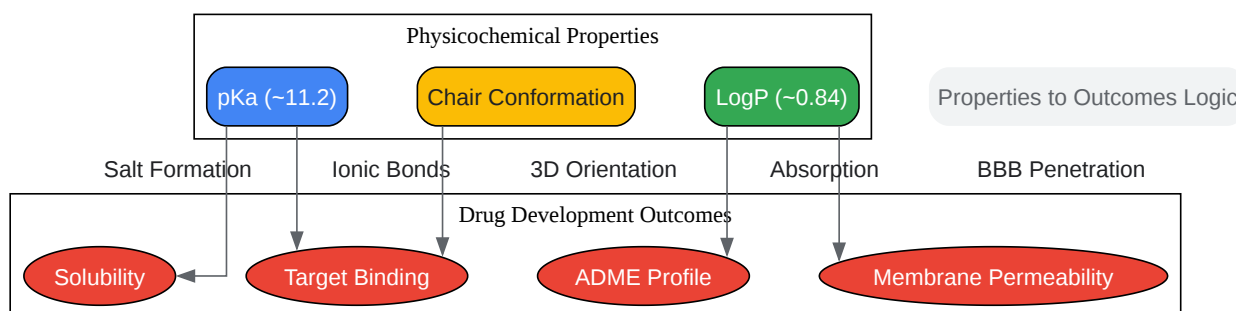 Physicochemical Properties
pKa (~11.2)
Chair Conformation
LogP (~0.84)
Properties to Outcomes Logic
Salt Formation
Ionic Bonds
3D Orientation
Absorption
BBB Penetration
Drug Development Outcomes
Solubility
Target Binding
ADME Profile
Membrane Permeability